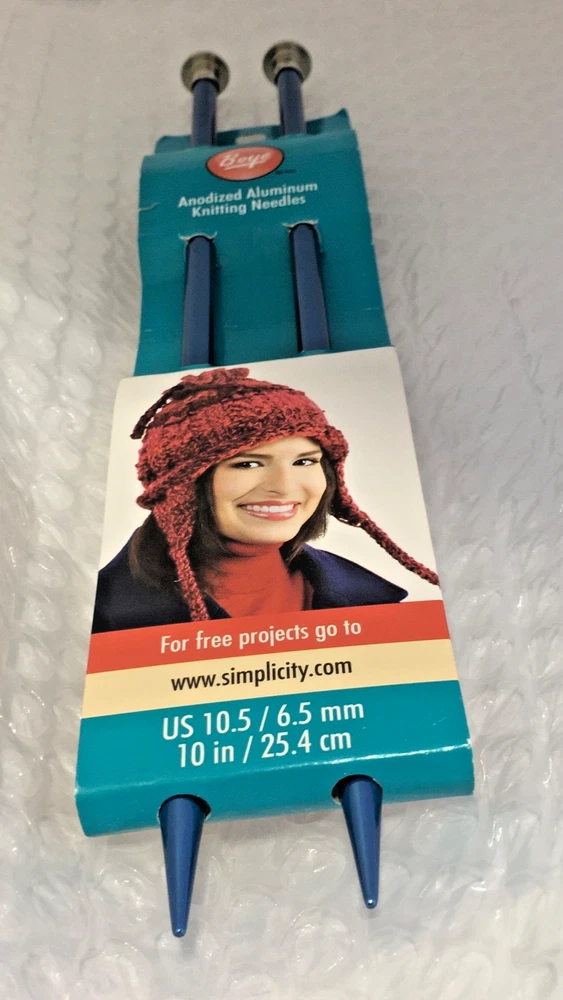 Boye
Anodized Aluminum
Knitting Needles
For free projects go to
www.simplicity.com
US 10.5 / 6.5 mm
10 in / 25.4 cm